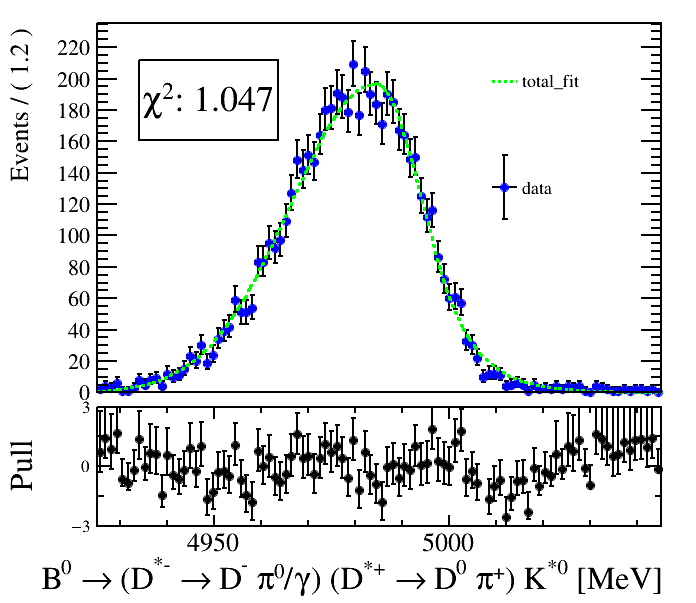 Events / ( 1.2 )
220
200
180
160
140
120
100
80
60
40
20
0
χ²: 1.047
total_fit
data
Pull
3
0
−3
4950 5000
B⁰ → (D*⁻ → D⁻ π⁰/γ) (D*⁺ → D⁰ π⁺) K*⁰ [MeV]